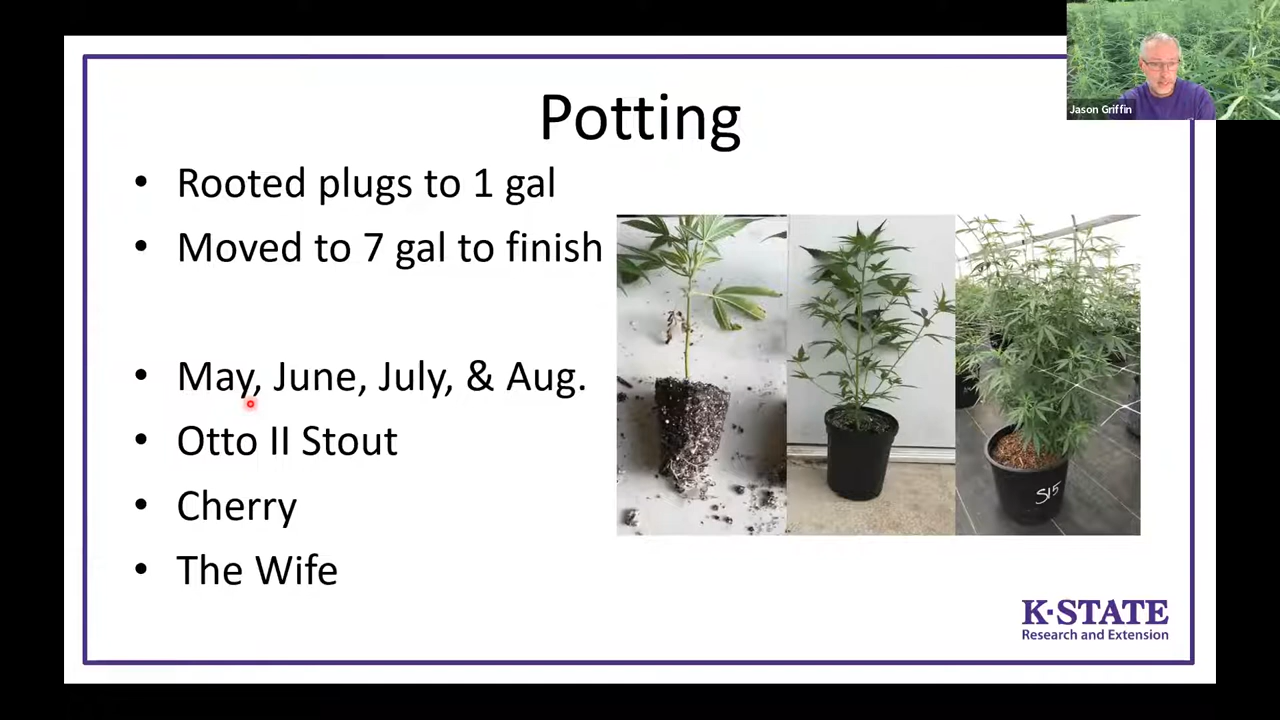 Jason Griffin
Potting
• Rooted plugs to 1 gal
• Moved to 7 gal to finish
• May, June, July, & Aug.
• Otto II Stout
• Cherry
• The Wife
S15
K·STATE
Research and Extension